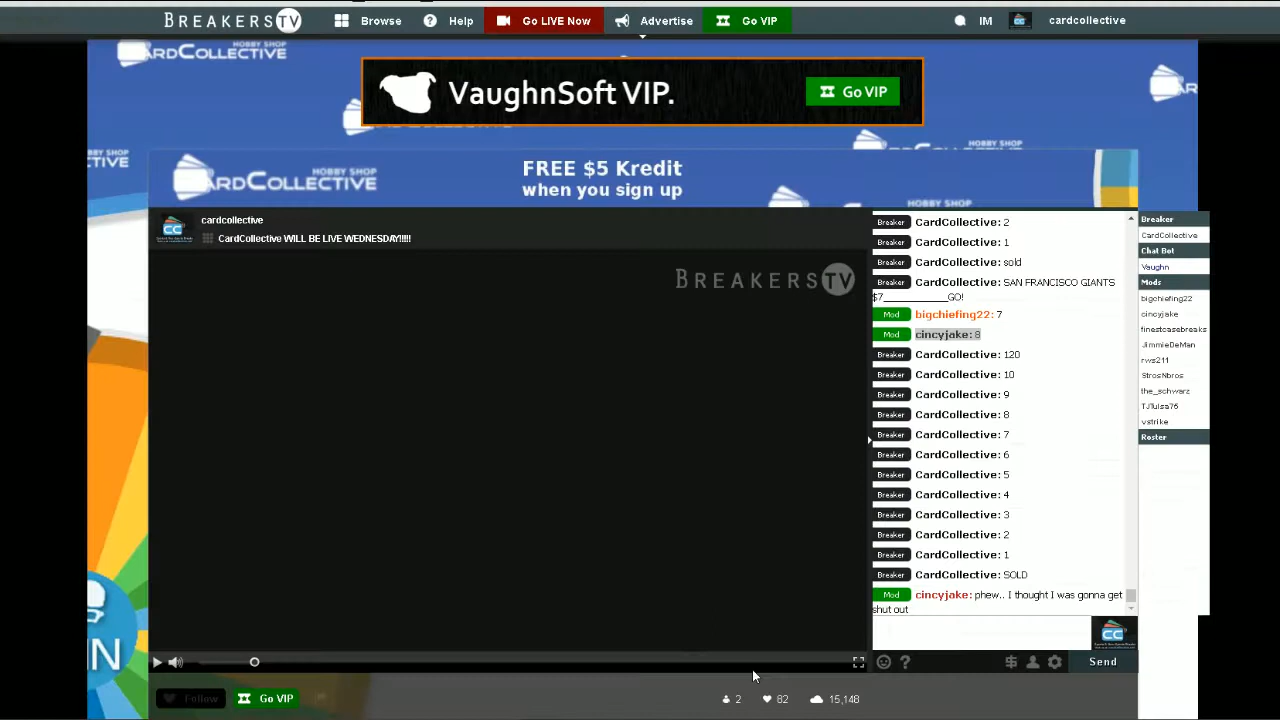 BREAKERSTV Browse Help Go LIVE Now Advertise Go VIP IM cardcollective
HOBBY SHOP
CARDCOLLECTIVE
VaughnSoft VIP. Go VIP
HOBBY SHOP
CARDCOLLECTIVE
FREE $5 Kredit
when you sign up
cardcollective
CardCollective WILL BE LIVE WEDNESDAY!!!!!
BREAKERSTV
Breaker CardCollective: 2
Breaker CardCollective: 1
Breaker CardCollective: sold
Breaker CardCollective: SAN FRANCISCO GIANTS
$7___________GO!
Mod bigchiefing22: 7
Mod cincyjake: 8
Breaker CardCollective: 120
Breaker CardCollective: 10
Breaker CardCollective: 9
Breaker CardCollective: 8
Breaker CardCollective: 7
Breaker CardCollective: 6
Breaker CardCollective: 5
Breaker CardCollective: 4
Breaker CardCollective: 3
Breaker CardCollective: 2
Breaker CardCollective: 1
Breaker CardCollective: SOLD
Mod cincyjake: phew.. I thought I was gonna get
shut out
Send
Breaker
CardCollective
Chat Bot
Vaughn
Mods
bigchiefing22
cincyjake
finestcasebreaks
JimmieDeMan
rws211
StrosNbros
the_schwarz
TJTulsa76
vstrike
Roster
Follow Go VIP 2 82 15,148